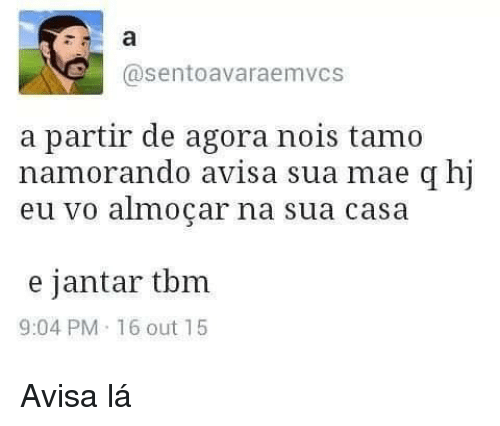 a
@sentoavaraemvcs
a partir de agora nois tamo
namorando avisa sua mae q hj
eu vo almoçar na sua casa
e jantar tbm
9:04 PM · 16 out 15
Avisa lá